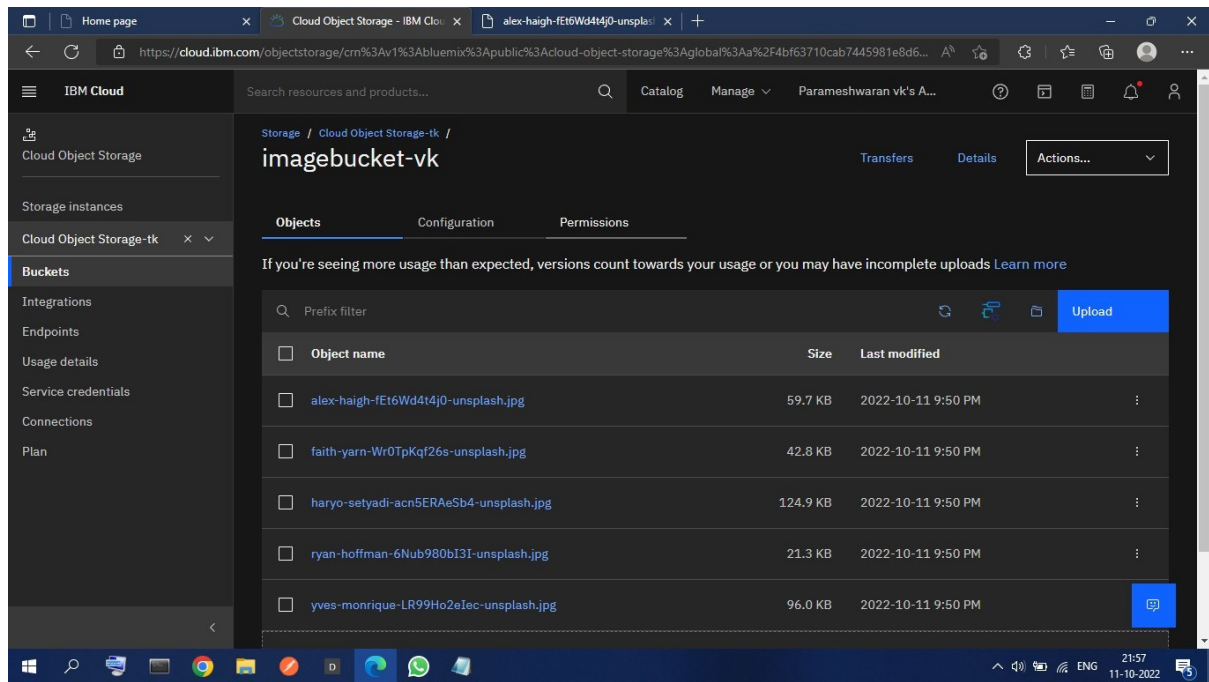 Home page
Cloud Object Storage - IBM Clou
alex-haigh-fEt6Wd4t4j0-unsplas
https://cloud.ibm.com/objectstorage/crn%3Av1%3Abluemix%3Apublic%3Acloud-object-storage%3Aglobal%3Aa%2F4bf63710cab7445981e8d6...
IBM Cloud
Search resources and products...
Catalog
Manage
Parameshwaran vk's A...
Cloud Object Storage
Storage instances
Cloud Object Storage-tk
Buckets
Integrations
Endpoints
Usage details
Service credentials
Connections
Plan
Storage / Cloud Object Storage-tk /
imagebucket-vk
Transfers
Details
Actions...
Objects
Configuration
Permissions
If you're seeing more usage than expected, versions count towards your usage or you may have incomplete uploads Learn more
Prefix filter
Upload
Object name Size Last modified
alex-haigh-fEt6Wd4t4j0-unsplash.jpg 59.7 KB 2022-10-11 9:50 PM
faith-yarn-Wr0TpKqf26s-unsplash.jpg 42.8 KB 2022-10-11 9:50 PM
haryo-setyadi-acn5ERAeSb4-unsplash.jpg 124.9 KB 2022-10-11 9:50 PM
ryan-hoffman-6Nub980bI3I-unsplash.jpg 21.3 KB 2022-10-11 9:50 PM
yves-monrique-LR99Ho2eIec-unsplash.jpg 96.0 KB 2022-10-11 9:50 PM
D
ENG
21:57
11-10-2022
5